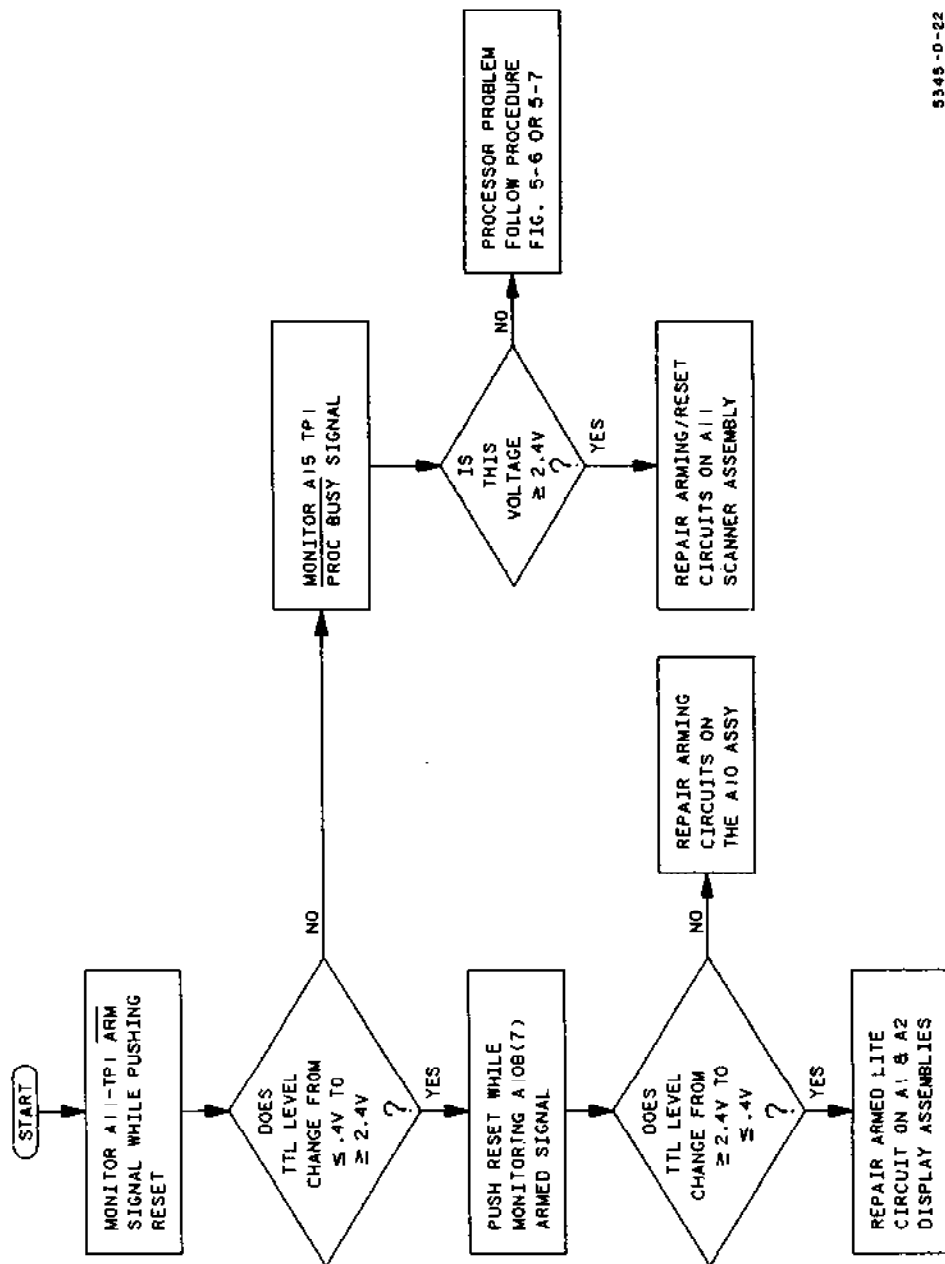 START
MONITOR A11-TP1 ARM
SIGNAL WHILE PUSHING
RESET
DOES
TTL LEVEL
CHANGE FROM
≤ .4V TO
≥ 2.4V
?
NO
YES
MONITOR A15 TP1
PROC BUSY SIGNAL
IS
THIS
VOLTAGE
≥ 2.4V
?
NO
PROCESSOR PROBLEM
FOLLOW PROCEDURE
FIG. 5-6 OR 5-7
YES
REPAIR ARMING/RESET
CIRCUITS ON A11
SCANNER ASSEMBLY
PUSH RESET WHILE
MONITORING A10B(7)
ARMED SIGNAL
DOES
TTL LEVEL
CHANGE FROM
≥ 2.4V TO
≤ .4V
?
NO
REPAIR ARMING
CIRCUITS ON
THE A10 ASSY
YES
REPAIR ARMED LITE
CIRCUIT ON A1 & A2
DISPLAY ASSEMBLIES
5345-D-22